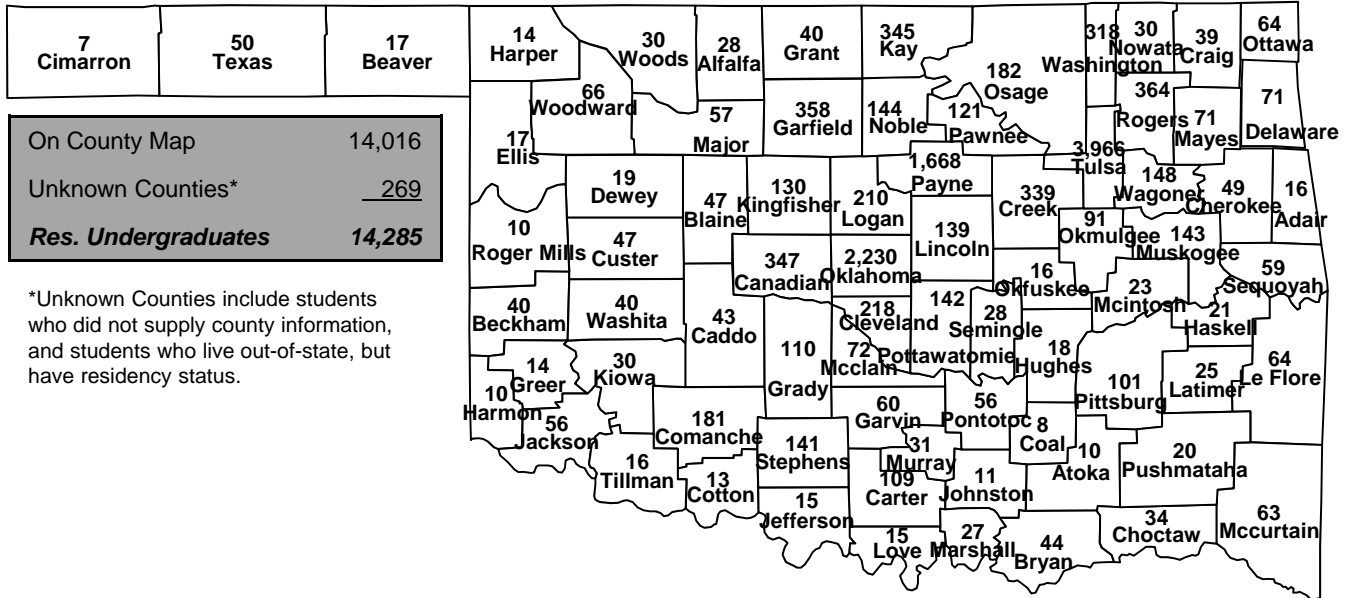 7
Cimarron
50
Texas
17
Beaver
14
Harper
30
Woods
28
Alfalfa
40
Grant
345
Kay
182
Osage
318
Washington
30
Nowata
39
Craig
64
Ottawa
66
Woodward
17
Ellis
57
Major
358
Garfield
144
Noble
121
Pawnee
364
Rogers
71
Mayes
71
Delaware
On County Map 14,016
Unknown Counties* 269
Res. Undergraduates 14,285
*Unknown Counties include students
who did not supply county information,
and students who live out-of-state, but
have residency status.
19
Dewey
47
Blaine
130
Kingfisher
210
Logan
1,668
Payne
3,966
Tulsa
339
Creek
148
Wagoner
49
Cherokee
16
Adair
10
Roger Mills
47
Custer
347
Canadian
2,230
Oklahoma
139
Lincoln
91
Okmulgee
143
Muskogee
59
Sequoyah
16
Okfuskee
23
Mcintosh
21
Haskell
40
Beckham
40
Washita
43
Caddo
218
Cleveland
142
Pottawatomie
28
Seminole
18
Hughes
110
Grady
72
Mcclain
14
Greer
30
Kiowa
10
Harmon
56
Jackson
101
Pittsburg
25
Latimer
64
Le Flore
181
Comanche
60
Garvin
56
Pontotoc
8
Coal
10
Atoka
20
Pushmataha
16
Tillman
13
Cotton
141
Stephens
31
Murray
109
Carter
11
Johnston
15
Jefferson
15
Love
27
Marshall
44
Bryan
34
Choctaw
63
Mccurtain